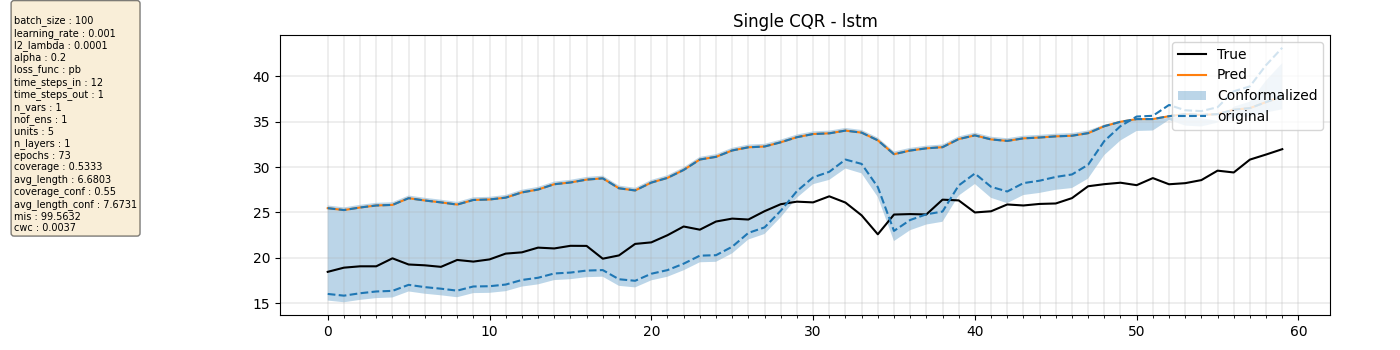 batch_size : 100
learning_rate : 0.001
l2_lambda : 0.0001
alpha : 0.2
loss_func : pb
time_steps_in : 12
time_steps_out : 1
n_vars : 1
nof_ens : 1
units : 5
n_layers : 1
epochs : 73
coverage : 0.5333
avg_length : 6.6803
coverage_conf : 0.55
avg_length_conf : 7.6731
mis : 99.5632
cwc : 0.0037
Single CQR - lstm
True
Pred
Conformalized
original
40
35
30
25
20
15
0 10 20 30 40 50 60